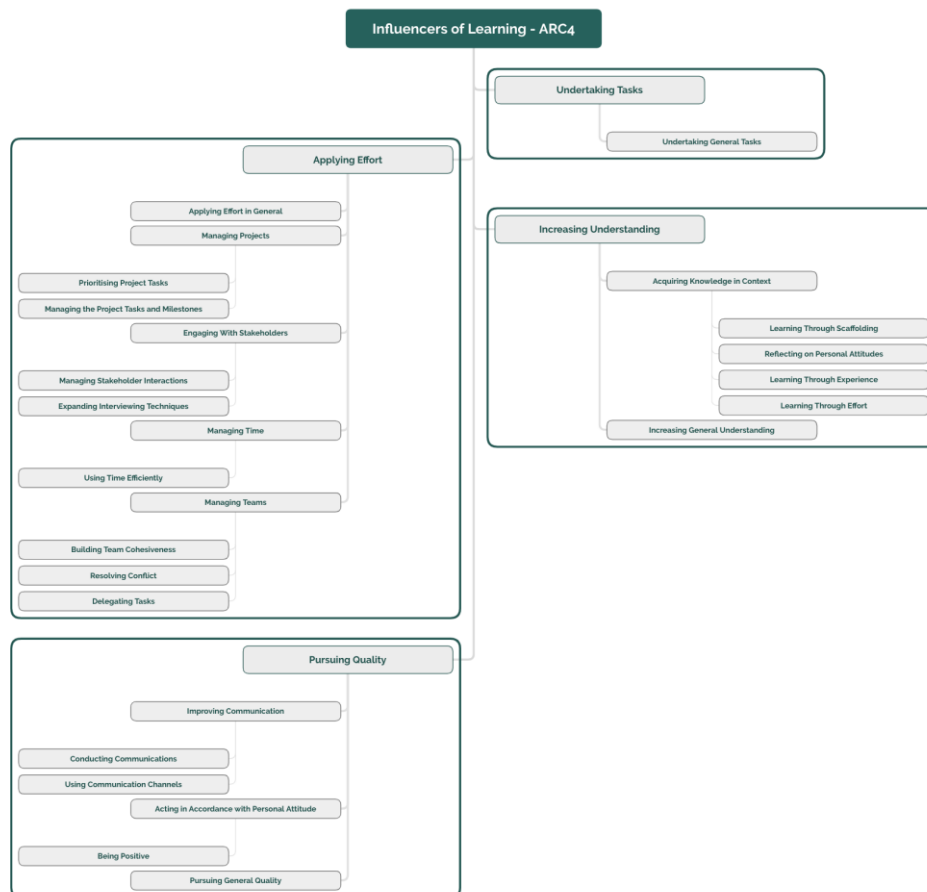 Influencers of Learning - ARC4
Undertaking Tasks
Undertaking General Tasks
Applying Effort
Applying Effort in General
Managing Projects
Prioritising Project Tasks
Managing the Project Tasks and Milestones
Engaging With Stakeholders
Managing Stakeholder Interactions
Expanding Interviewing Techniques
Managing Time
Using Time Efficiently
Managing Teams
Building Team Cohesiveness
Resolving Conflict
Delegating Tasks
Increasing Understanding
Acquiring Knowledge in Context
Learning Through Scaffolding
Reflecting on Personal Attitudes
Learning Through Experience
Learning Through Effort
Increasing General Understanding
Pursuing Quality
Improving Communication
Conducting Communications
Using Communication Channels
Acting in Accordance with Personal Attitude
Being Positive
Pursuing General Quality